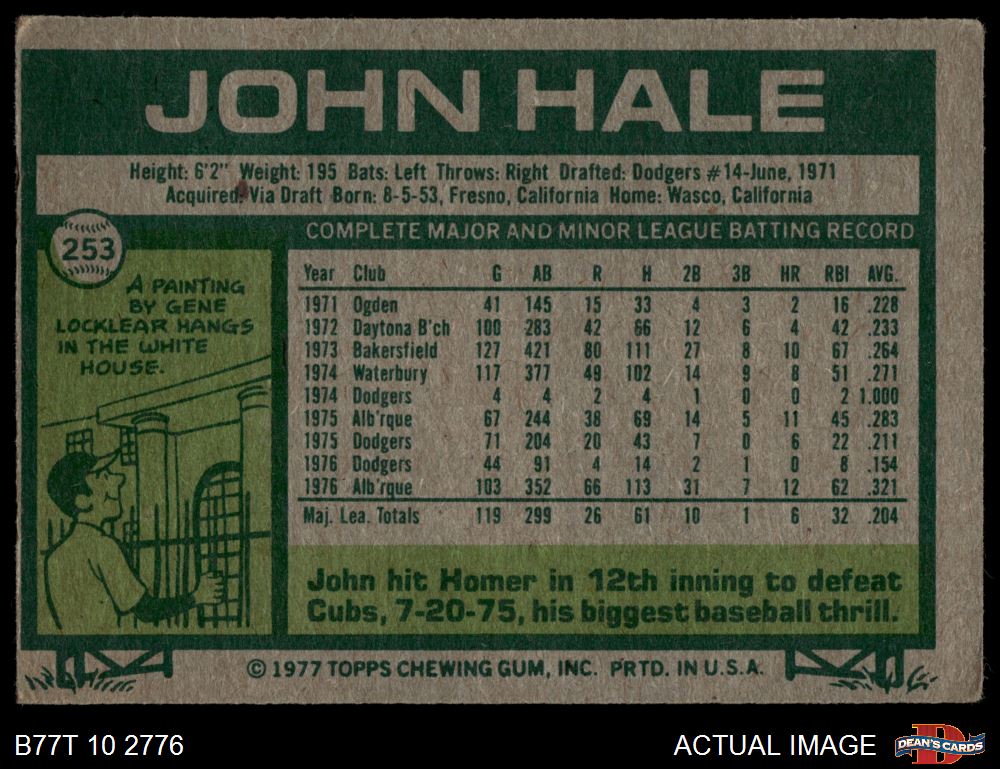 JOHN HALE
Height: 6'2" Weight: 195 Bats: Left Throws: Right Drafted: Dodgers #14-June, 1971
Acquired: Via Draft Born: 8-5-53, Fresno, California Home: Wasco, California
253
A PAINTING
BY GENE
LOCKLEAR HANGS
IN THE WHITE
HOUSE.
COMPLETE MAJOR AND MINOR LEAGUE BATTING RECORD
Year Club G AB R H 2B 3B HR RBI AVG.
1971 Ogden 41 145 15 33 4 3 2 16 .228
1972 Daytona B'ch 100 283 42 66 12 6 4 42 .233
1973 Bakersfield 127 421 80 111 27 8 10 67 .264
1974 Waterbury 117 377 49 102 14 9 8 51 .271
1974 Dodgers 4 4 2 4 1 0 0 2 1.000
1975 Alb'rque 67 244 38 69 14 5 11 45 .283
1975 Dodgers 71 204 20 43 7 0 6 22 .211
1976 Dodgers 44 91 4 14 2 1 0 8 .154
1976 Alb'rque 103 352 66 113 31 7 12 62 .321
Maj. Lea. Totals 119 299 26 61 10 1 6 32 .204
John hit Homer in 12th inning to defeat
Cubs, 7-20-75, his biggest baseball thrill.
© 1977 TOPPS CHEWING GUM, INC. PRTD. IN U.S.A.
B77T 10 2776
ACTUAL IMAGE
D
DEAN'S CARDS